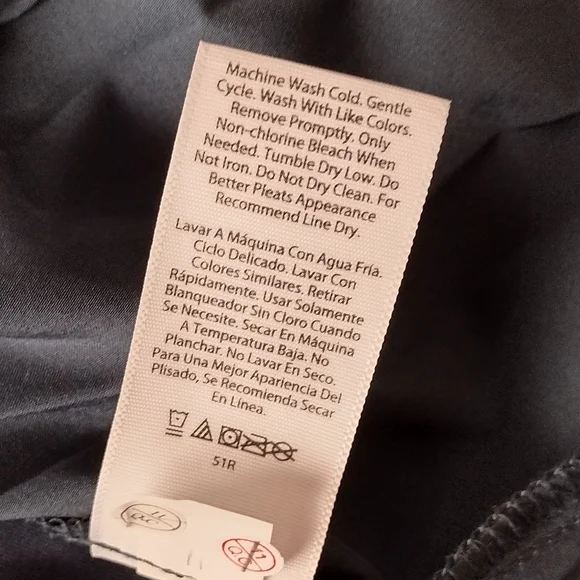 Machine Wash Cold. Gentle
Cycle. Wash With Like Colors.
Remove Promptly. Only
Non-chlorine Bleach When
Needed. Tumble Dry Low. Do
Not Iron. Do Not Dry Clean. For
Better Pleats Appearance
Recommend Line Dry.
Lavar A Máquina Con Agua Fría.
Ciclo Delicado. Lavar Con
Colores Similares. Retirar
Rápidamente. Usar Solamente
Blanqueador Sin Cloro Cuando
Se Necesite. Secar En Máquina
A Temperatura Baja. No
Planchar. No Lavar En Seco.
Para Una Mejor Apariencia Del
Plisado, Se Recomienda Secar
En Línea.
51R